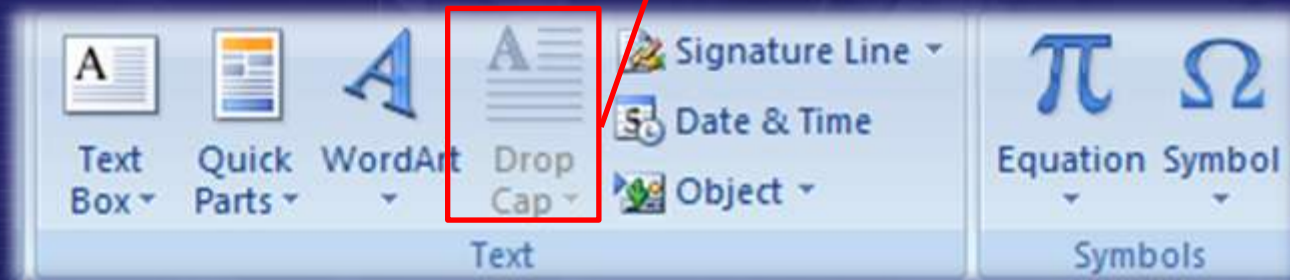 Text Box
Quick Parts
WordArt
Drop Cap
Signature Line
Date & Time
Object
Text
Equation
Symbol
Symbols